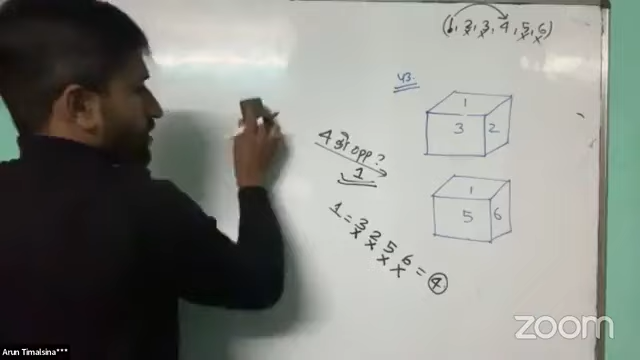 (1, 2, 3, 4, 5, 6)
43.
1
3 2
4 को opp?
1
1
5 6
1 = 3 2 5 6 = 4
zoom
Arun Timalsina***